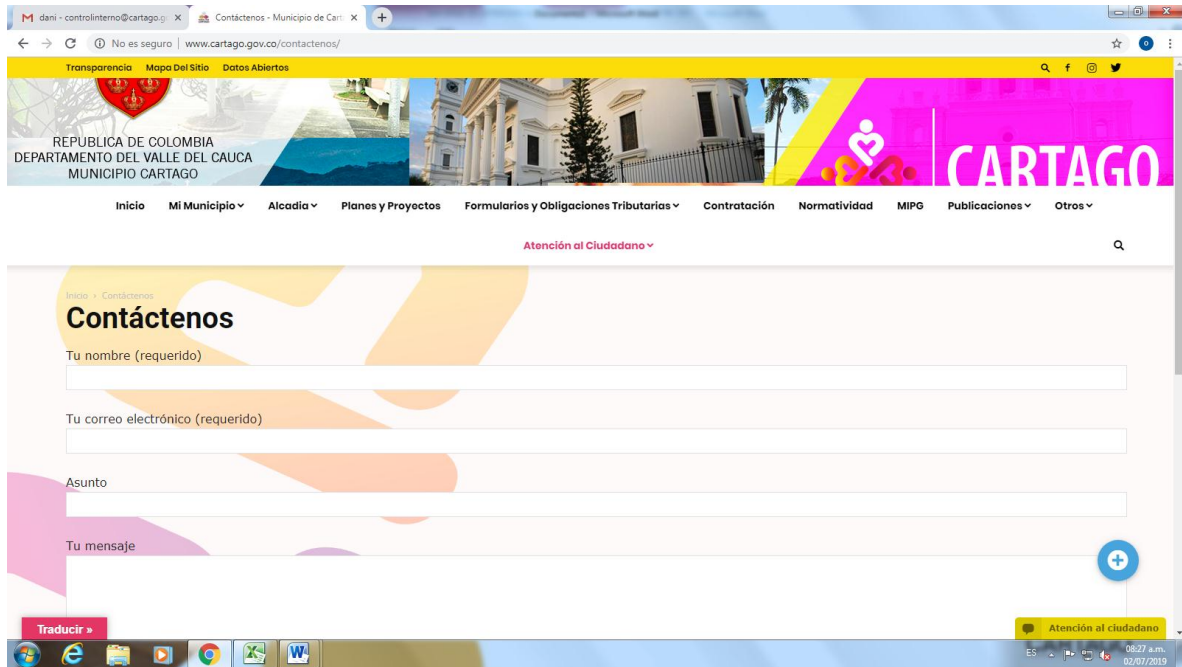 dani - controlinterno@cartago.g
Contáctenos - Municipio de Cart
No es seguro | www.cartago.gov.co/contactenos/
Transparencia Mapa Del Sitio Datos Abiertos
REPUBLICA DE COLOMBIA
DEPARTAMENTO DEL VALLE DEL CAUCA
MUNICIPIO CARTAGO
CARTAGO
Inicio Mi Municipio Alcadia Planes y Proyectos Formularios y Obligaciones Tributarias Contratación Normatividad MIPG Publicaciones Otros
Atención al Ciudadano
Inicio › Contáctenos
Contáctenos
Tu nombre (requerido)
Tu correo electrónico (requerido)
Asunto
Tu mensaje
Traducir »
Atención al ciudadano
ES
08:27 a.m.
02/07/2019